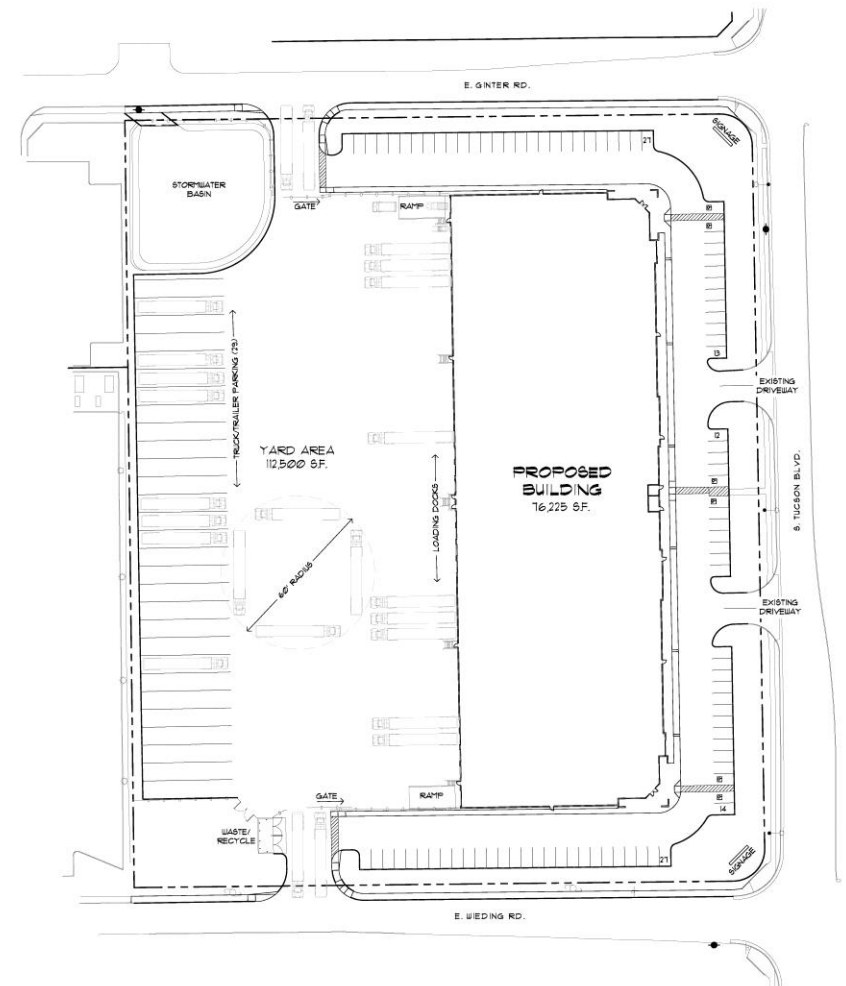 E. GINTER RD.
27
SIGNAGE
STORMWATER
BASIN
GATE
RAMP
13
EXISTING
DRIVEWAY
TRUCK/TRAILER PARKING (29)
YARD AREA
112,500 S.F.
12
LOADING DOCKS
PROPOSED
BUILDING
76,225 S.F.
S. TUCSON BLVD.
60' RADIUS
EXISTING
DRIVEWAY
GATE
RAMP
14
WASTE/
RECYCLE
27
SIGNAGE
E. WIEDING RD.